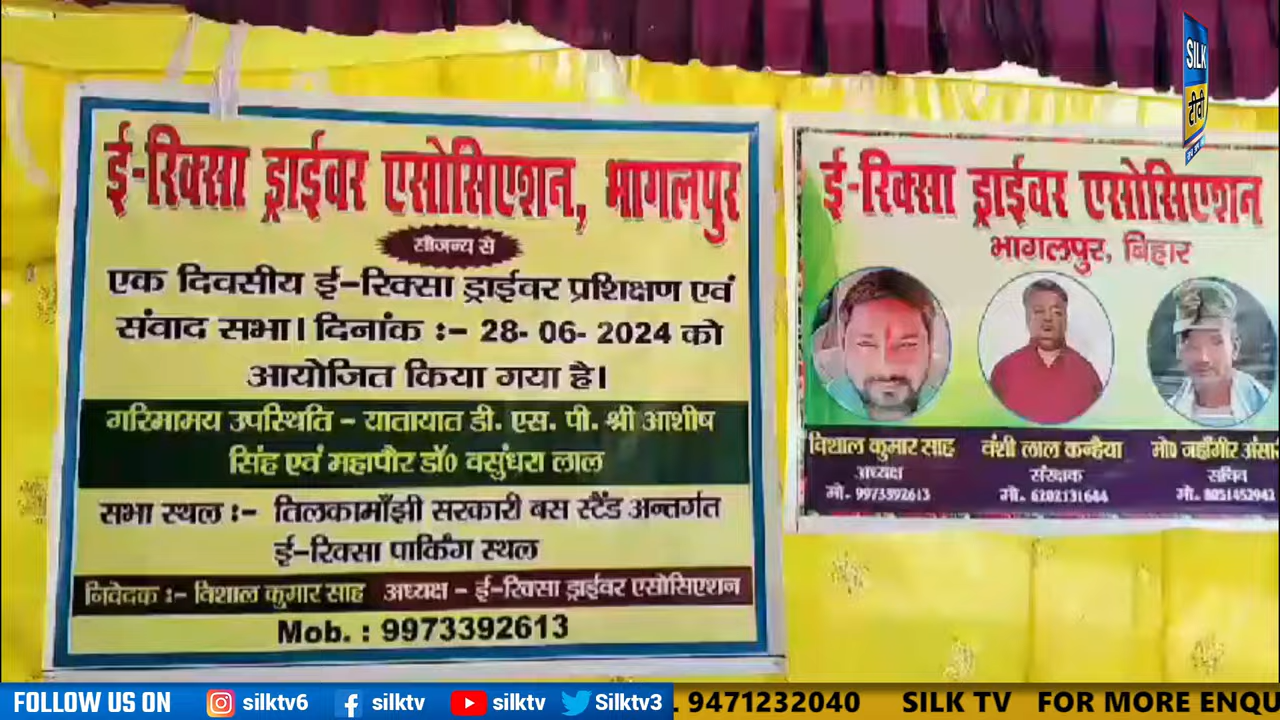 ई-रिक्सा ड्राईवर एसोसिएशन, भागलपुर
सौजन्य से
एक दिवसीय ई-रिक्सा ड्राईवर प्रशिक्षण एवं
संवाद सभा। दिनांक :- 28- 06- 2024 को
आयोजित किया गया है।
गरिमामय उपस्थिति - यातायात डी. एस. पी. श्री आशीष
सिंह एवं महापौर डॉ0 वसुंधरा लाल
सभा स्थल :- तिलकामाँझी सरकारी बस स्टैंड अन्तर्गत
ई-रिक्सा पार्किंग स्थल
निवेदक :- विशाल कुमार साह अध्यक्ष - ई-रिक्सा ड्राईवर एसोसिएशन
Mob. : 9973392613
ई-रिक्सा ड्राईवर एसोसिएशन
भागलपुर, बिहार
विशाल कुमार साह
अध्यक्ष
मो. 9973392613
वंशी लाल कन्हैया
संरक्षक
मो. 6202131684
मो0 जहाँगीर अंसा
सचिव
मो. 8051452942
SILK
टीवी
FOLLOW US ON silktv6 silktv silktv Silktv3
. 9471232040 SILK TV FOR MORE ENQU